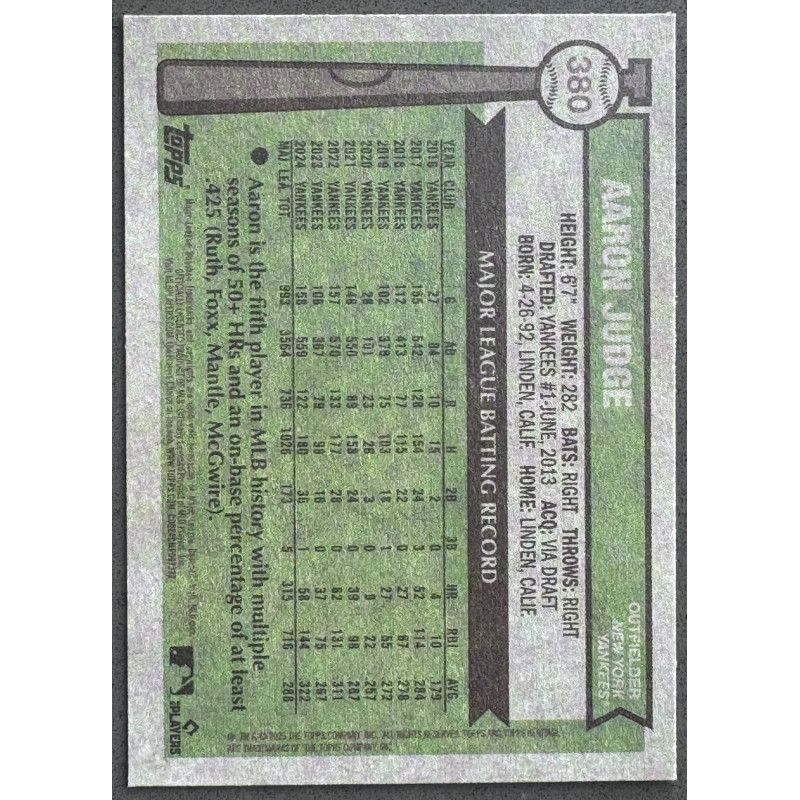 380
AARON JUDGE
OUTFIELDER
NEW YORK
YANKEES
HEIGHT: 6'7" WEIGHT: 282 BATS: RIGHT THROWS: RIGHT
DRAFTED: YANKEES #1-JUNE, 2013 ACQ: VIA DRAFT
BORN: 4-26-92, LINDEN, CALIF HOME: LINDEN, CALIF
MAJOR LEAGUE BATTING RECORD
YEAR CLUB G AB R H 2B 3B HR RBI AVG.
2016 YANKEES 27 84 10 15 2 0 4 10 .179
2017 YANKEES 155 542 128 154 24 3 52 114 .284
2018 YANKEES 112 413 77 115 22 0 27 67 .278
2019 YANKEES 102 378 75 103 18 1 27 55 .272
2020 YANKEES 28 101 23 26 3 0 9 22 .257
2021 YANKEES 148 550 89 158 24 0 39 98 .287
2022 YANKEES 157 570 133 177 28 0 62 131 .311
2023 YANKEES 106 367 79 98 16 0 37 75 .267
2024 YANKEES 158 559 122 180 36 1 58 144 .322
MAJ. LEA. TOT. 993 3564 736 1026 173 5 315 716 .288
Aaron is the fifth player in MLB history with multiple
seasons of 50+ HRs and an on-base percentage of at least
.425 (Ruth, Foxx, Mantle, McGwire).
topps
PLAYERS